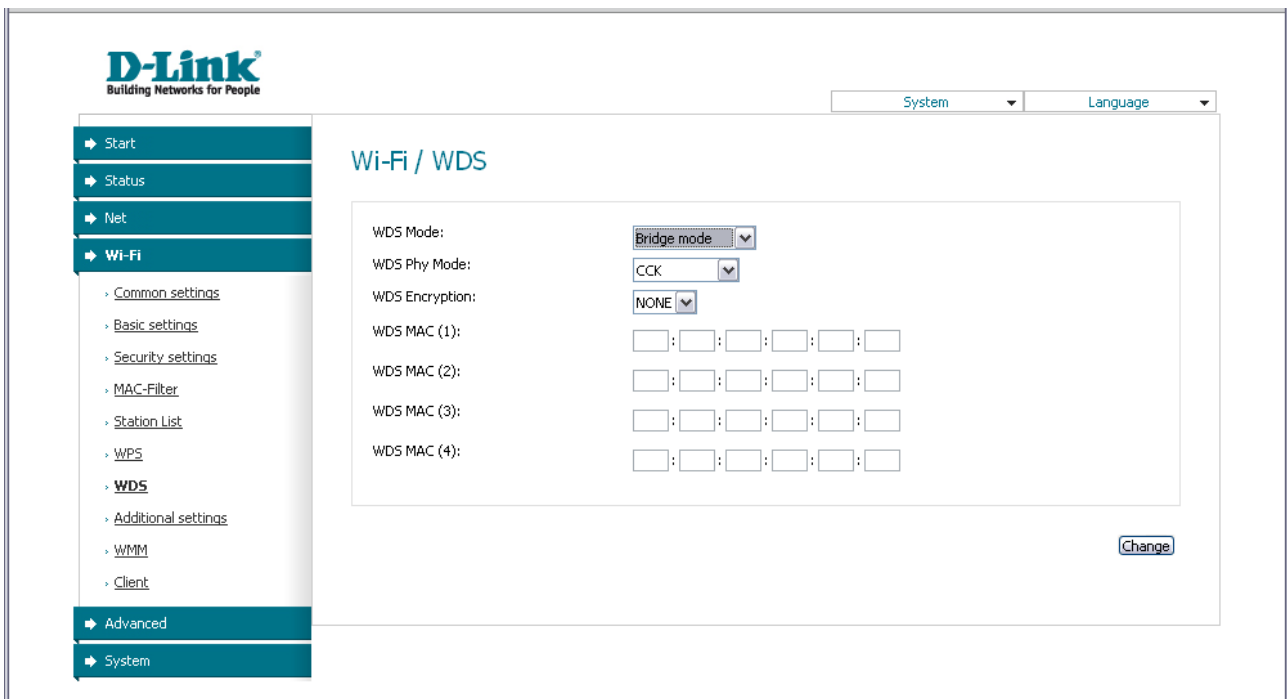 D-Link
Building Networks for People
System
Language
Start
Status
Net
Wi-Fi
Common settings
Basic settings
Security settings
MAC-Filter
Station List
WPS
WDS
Additional settings
WMM
Client
Advanced
System
Wi-Fi / WDS
WDS Mode: Bridge mode
WDS Phy Mode: CCK
WDS Encryption: NONE
WDS MAC (1): : : : : :
WDS MAC (2): : : : : :
WDS MAC (3): : : : : :
WDS MAC (4): : : : : :
Change